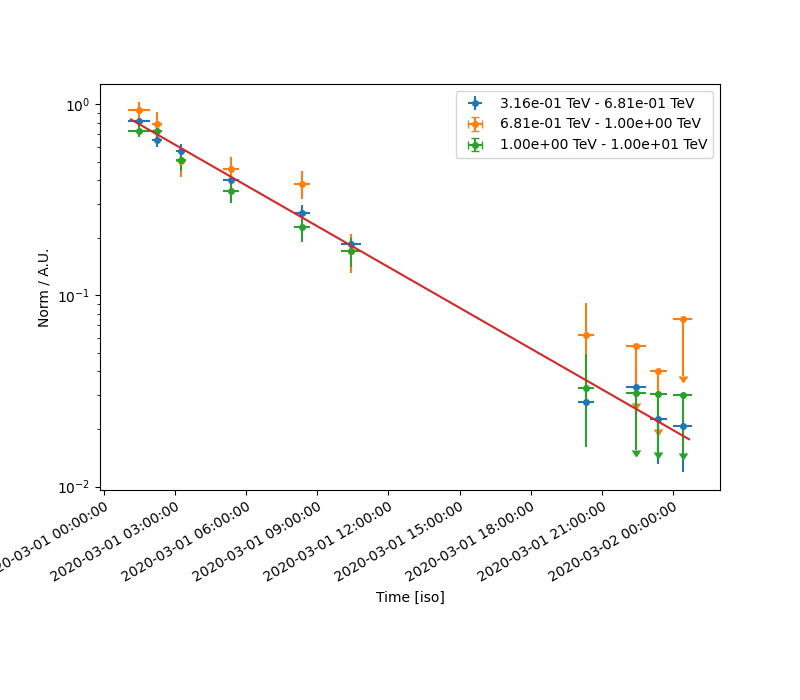 3.16e-01 TeV - 6.81e-01 TeV
6.81e-01 TeV - 1.00e+00 TeV
1.00e+00 TeV - 1.00e+01 TeV
Norm / A.U.
10^0
10^-1
10^-2
20-03-01 00:00:00
2020-03-01 03:00:00
2020-03-01 06:00:00
2020-03-01 09:00:00
2020-03-01 12:00:00
2020-03-01 15:00:00
2020-03-01 18:00:00
2020-03-01 21:00:00
2020-03-02 00:00:00
Time [iso]